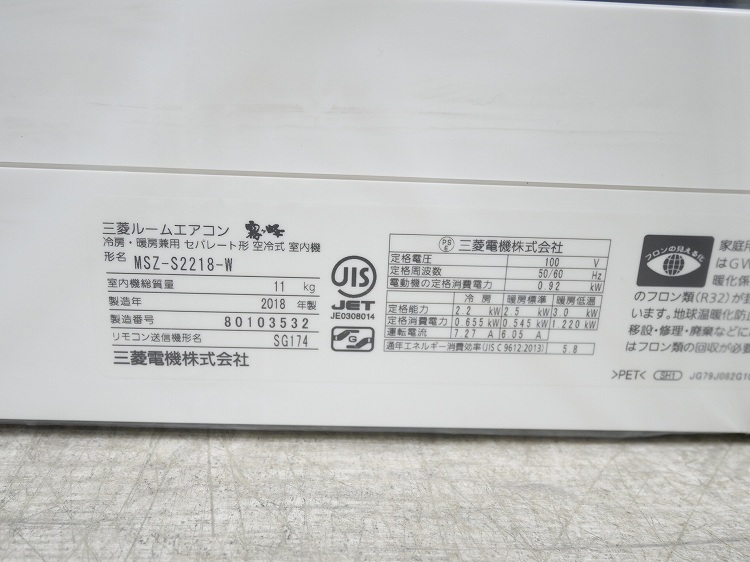 三菱ルームエアコン 霧ヶ峰
冷房・暖房兼用 セパレート形 空冷式 室内機
形名 MSZ-S2218-W
室内機総質量 11 kg
製造年 2018 年製
製造番号 80103532
リモコン送信機形名 SG174
三菱電機株式会社
JIS
JET
JE0308014
G
PS
E
三菱電機株式会社
定格電圧 100 V
定格周波数 50/60 Hz
電動機の定格消費電力 0.92 kW
冷房 暖房標準 暖房低温
定格能力 2.2 kW 2.5 kW 3.0 kW
定格消費電力 0.655 kW 0.545 kW 1.220 kW
運転電流 7.27 A 6.05 A
通年エネルギー消費効率(JIS C 9612:2013) 5.8
フロンの見える化
家庭用
はGW
暖化係
のフロン類(R32)が
います。地球温暖化防止
移設・修理・廃棄などに
はフロン類の回収が必要
>PET< SH1 JG79J082G10